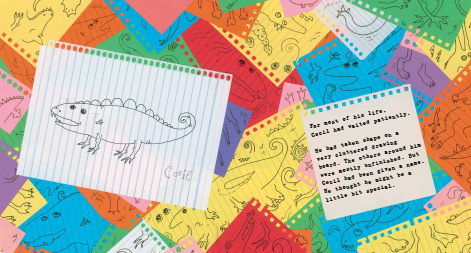 Cecil
For most of his life,
Cecil had waited patiently.
He had taken shape on a
very cluttered drawing
board. The others around him
were mostly unfinished. But
Cecil had been given a name.
He thought he might be a
little bit special.